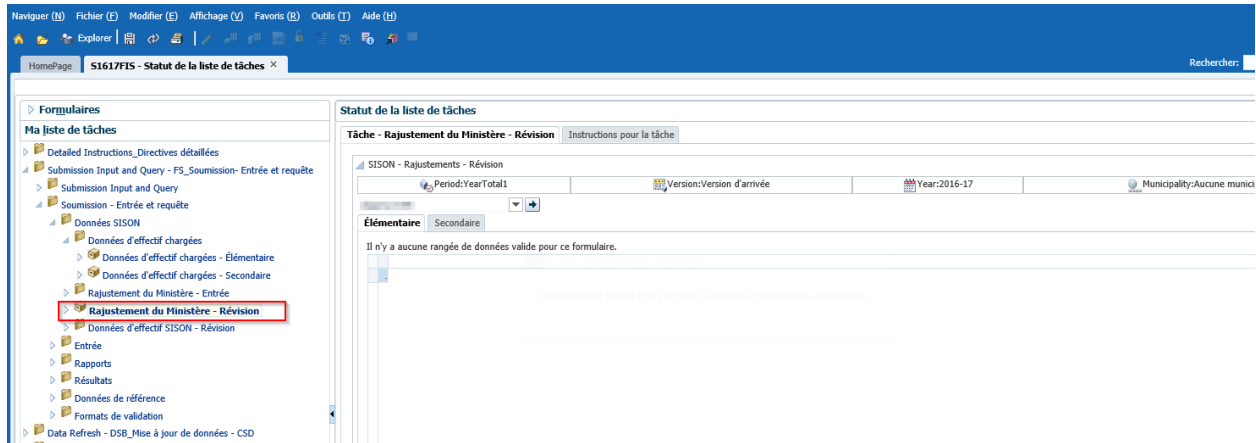 Naviguer (N) Fichier (F) Modifier (E) Affichage (V) Favoris (R) Outils (T) Aide (H)
Explorer
HomePage S1617FIS - Statut de la liste de tâches ×
Rechercher:
Formulaires
Ma liste de tâches
Detailed Instructions_Directives détaillées
Submission Input and Query - FS_Soumission- Entrée et requête
Submission Input and Query
Soumission - Entrée et requête
Données SISON
Données d'effectif chargées
Données d'effectif chargées - Élémentaire
Données d'effectif chargées - Secondaire
Rajustement du Ministère - Entrée
Rajustement du Ministère - Révision
Données d'effectif SISON - Révision
Entrée
Rapports
Résultats
Données de référence
Formats de validation
Data Refresh - DSB_Mise à jour de données - CSD
Statut de la liste de tâches
Tâche - Rajustement du Ministère - Révision Instructions pour la tâche
SISON - Rajustements - Révision
Period:YearTotal1 Version:Version d'arrivée Year:2016-17 Municipality:Aucune munici
Élémentaire Secondaire
Il n'y a aucune rangée de données valide pour ce formulaire.